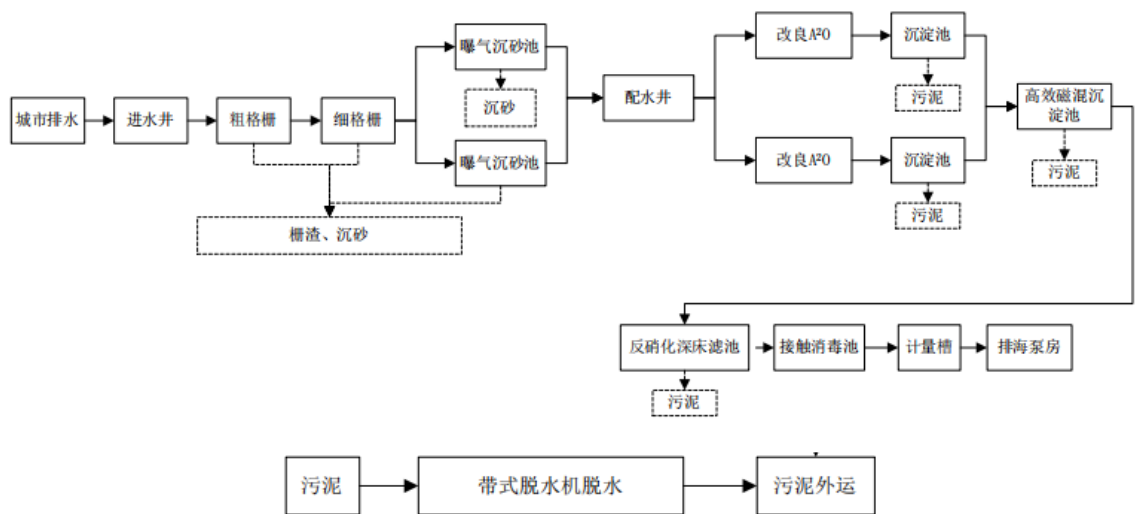 城市排水
进水井
粗格栅
细格栅
曝气沉砂池
沉砂
曝气沉砂池
栅渣、沉砂
配水井
改良A²O
沉淀池
污泥
改良A²O
沉淀池
污泥
高效磁混沉
淀池
污泥
反硝化深床滤池
污泥
接触消毒池
计量槽
排海泵房
污泥
带式脱水机脱水
污泥外运